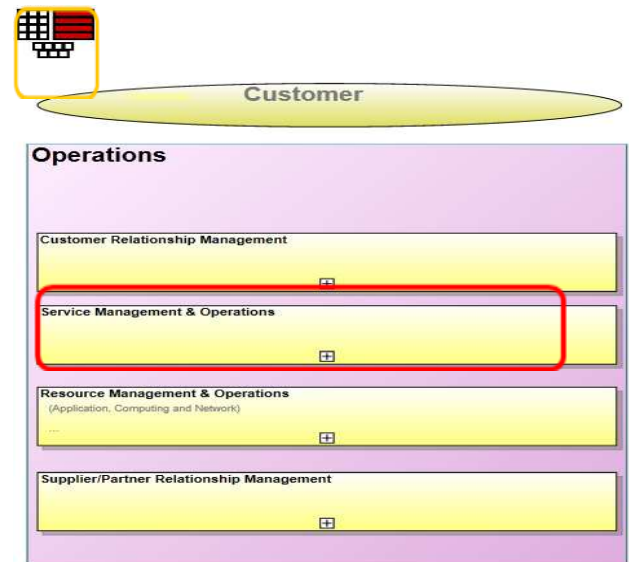 Customer
Operations
Customer Relationship Management
Service Management & Operations
Resource Management & Operations
(Application, Computing and Network)
...
Supplier/Partner Relationship Management